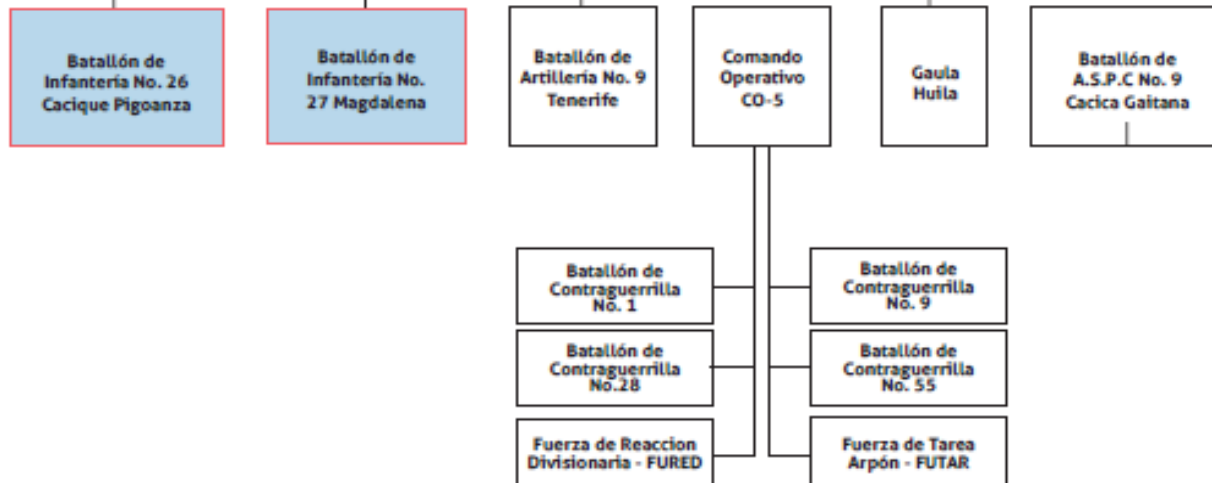 Batallón de
Infantería No. 26
Cacique Pigoanza
Batallón de
Infantería No.
27 Magdalena
Batallón de
Artillería No. 9
Tenerife
Comando
Operativo
CO-5
Gaula
Huila
Batallón de
A.S.P.C No. 9
Cacica Gaitana
Batallón de
Contraguerrilla
No. 1
Batallón de
Contraguerrilla
No. 9
Batallón de
Contraguerrilla
No.28
Batallón de
Contraguerrilla
No. 55
Fuerza de Reaccion
Divisionaria - FURED
Fuerza de Tarea
Arpón - FUTAR